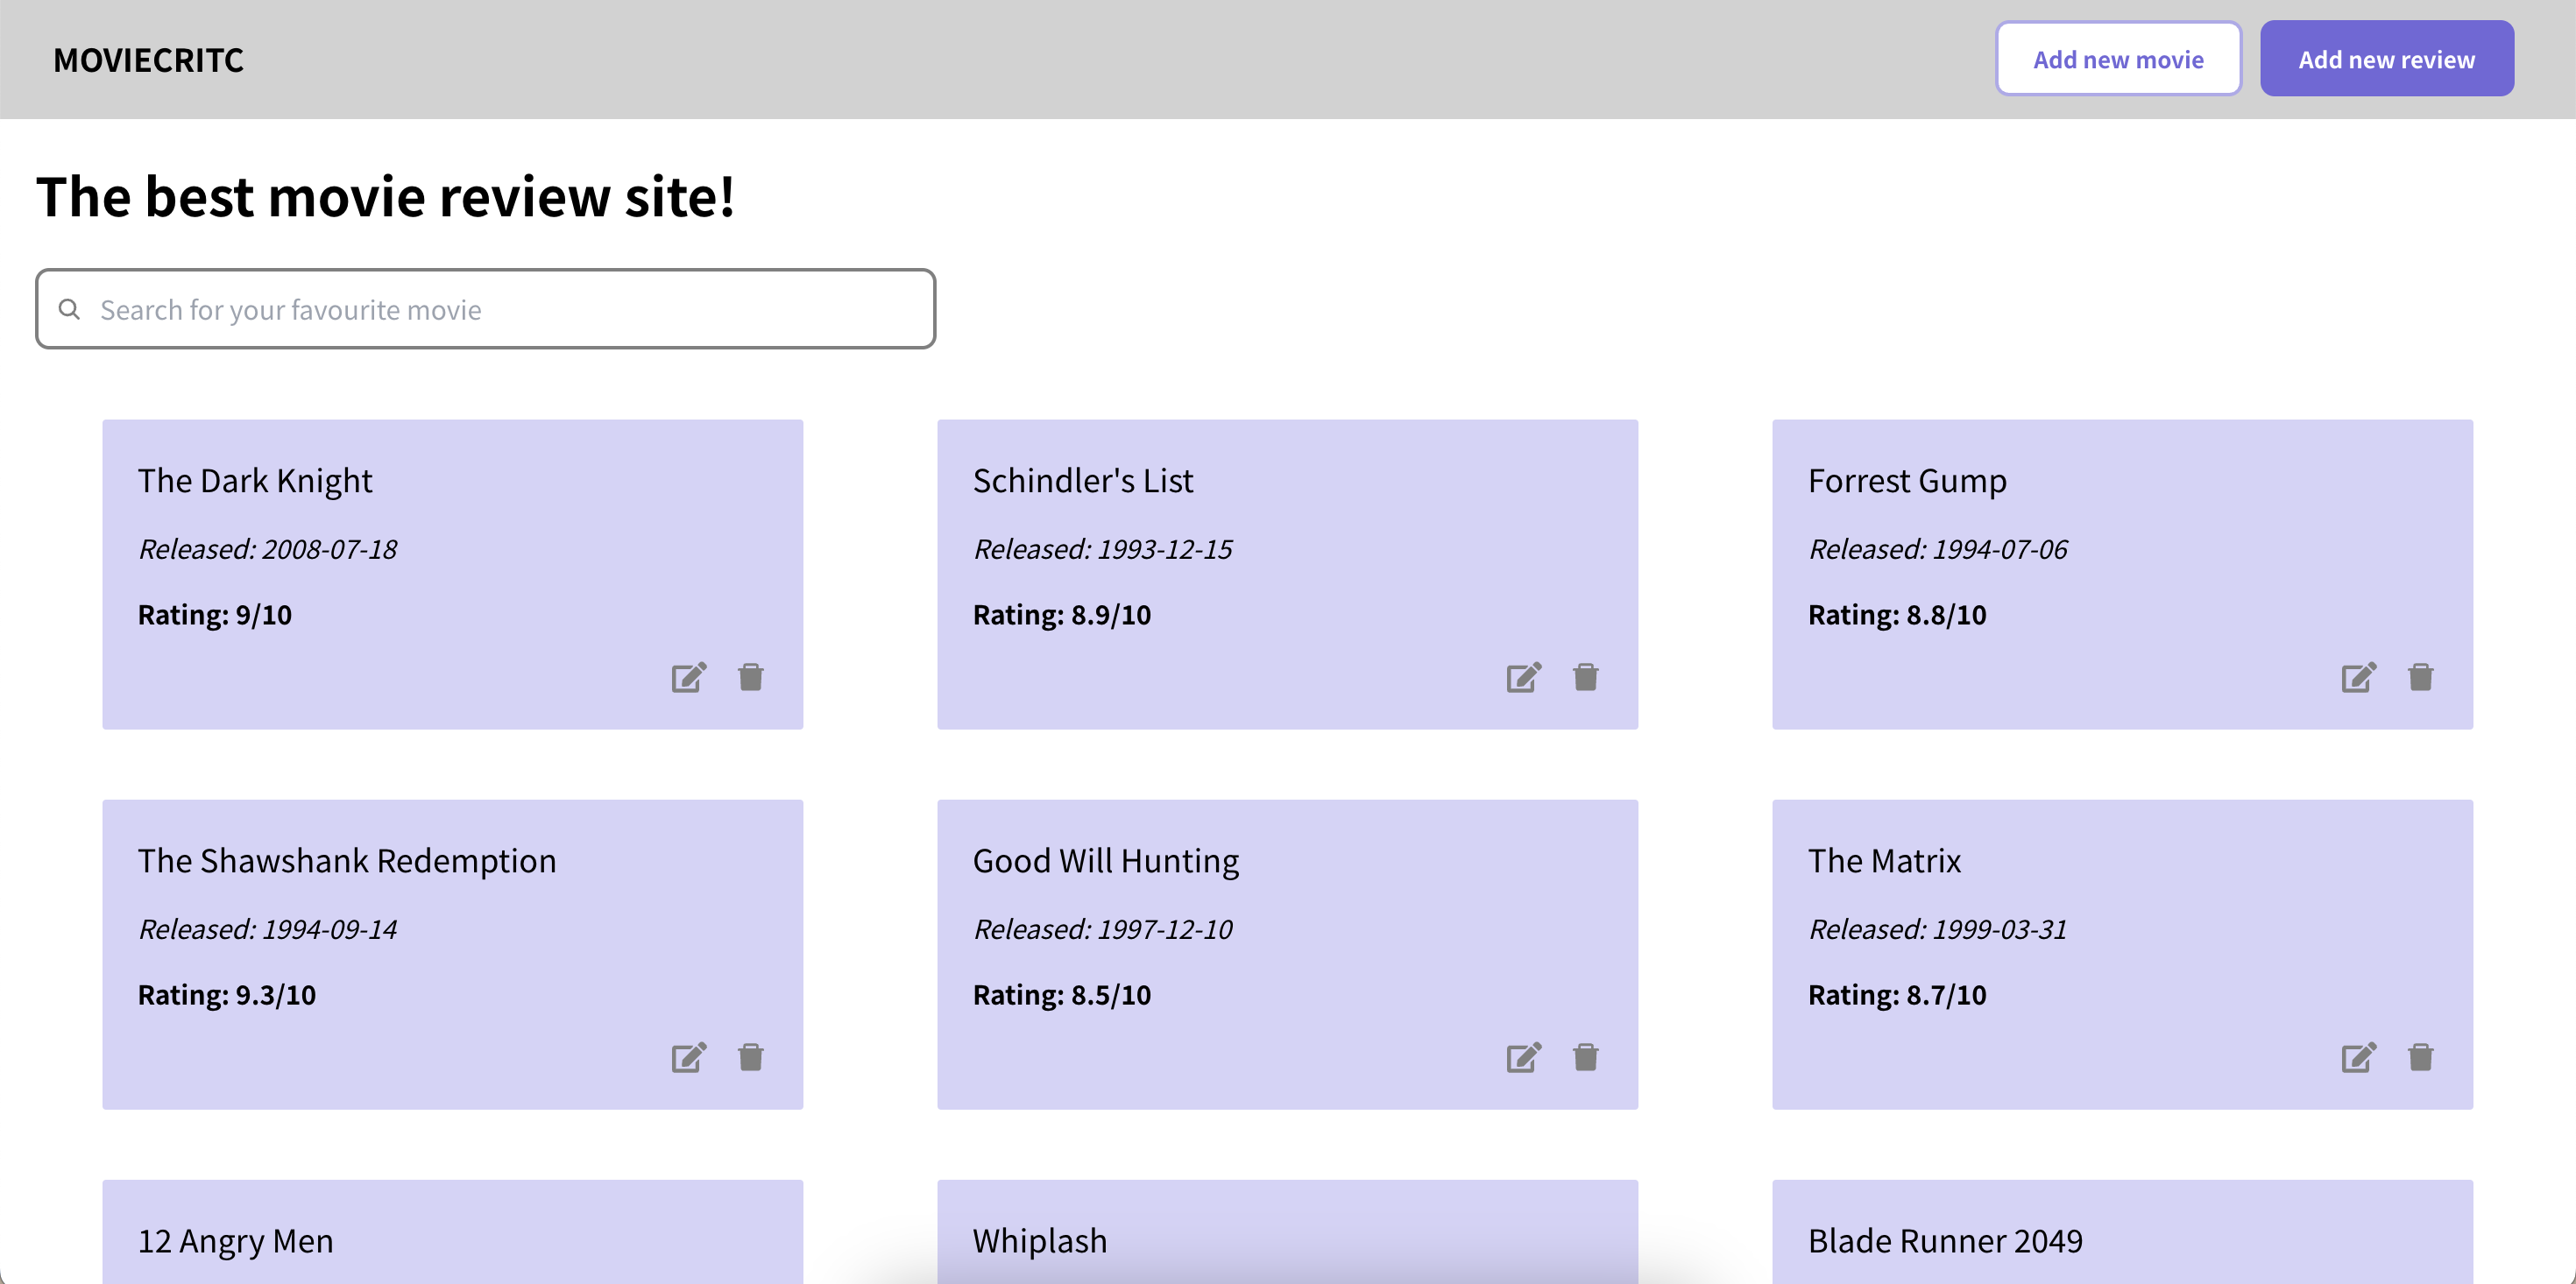 MOVIECRITC
Add new movie
Add new review
The best movie review site!
Search for your favourite movie
The Dark Knight
Released: 2008-07-18
Rating: 9/10
Schindler's List
Released: 1993-12-15
Rating: 8.9/10
Forrest Gump
Released: 1994-07-06
Rating: 8.8/10
The Shawshank Redemption
Released: 1994-09-14
Rating: 9.3/10
Good Will Hunting
Released: 1997-12-10
Rating: 8.5/10
The Matrix
Released: 1999-03-31
Rating: 8.7/10
12 Angry Men
Whiplash
Blade Runner 2049